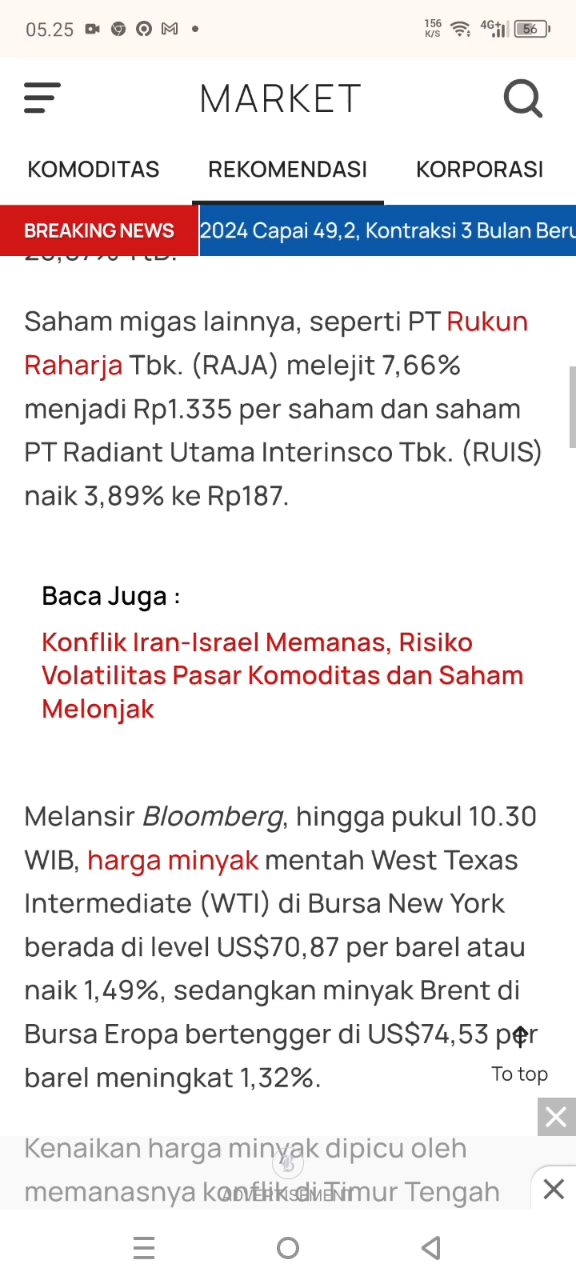 05.25
156 K/S 4G+ 56
MARKET
KOMODITAS REKOMENDASI KORPORASI
BREAKING NEWS 2024 Capai 49,2, Kontraksi 3 Bulan Beru
Saham migas lainnya, seperti PT Rukun
Raharja Tbk. (RAJA) melejit 7,66%
menjadi Rp1.335 per saham dan saham
PT Radiant Utama Interinsco Tbk. (RUIS)
naik 3,89% ke Rp187.
Baca Juga :
Konflik Iran-Israel Memanas, Risiko
Volatilitas Pasar Komoditas dan Saham
Melonjak
Melansir Bloomberg, hingga pukul 10.30
WIB, harga minyak mentah West Texas
Intermediate (WTI) di Bursa New York
berada di level US$70,87 per barel atau
naik 1,49%, sedangkan minyak Brent di
Bursa Eropa bertengger di US$74,53 per
barel meningkat 1,32%.
To top
Kenaikan harga minyak dipicu oleh
memanasnya konflik di Timur Tengah
ADVERTISEMENT